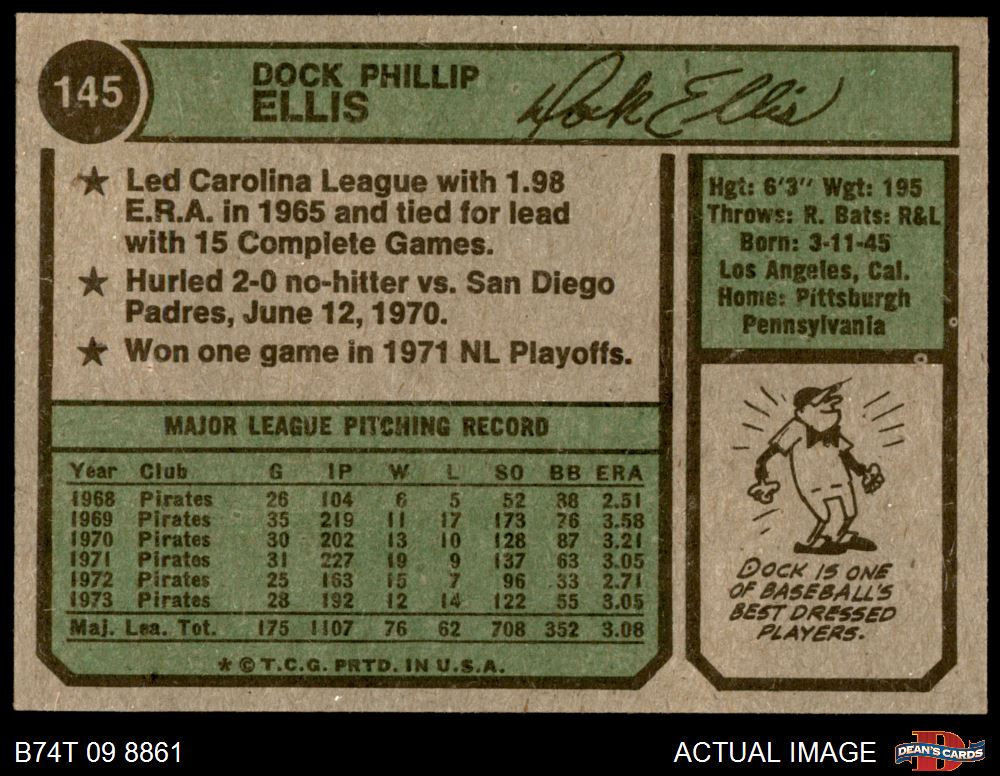 145
DOCK PHILLIP
ELLIS
Dock Ellis
★ Led Carolina League with 1.98
E.R.A. in 1965 and tied for lead
with 15 Complete Games.
★ Hurled 2-0 no-hitter vs. San Diego
Padres, June 12, 1970.
★ Won one game in 1971 NL Playoffs.
Hgt: 6'3" Wgt: 195
Throws: R. Bats: R&L
Born: 3-11-45
Los Angeles, Cal.
Home: Pittsburgh
Pennsylvania
MAJOR LEAGUE PITCHING RECORD
Year Club G IP W L SO BB ERA
1968 Pirates 26 104 6 5 52 38 2.51
1969 Pirates 35 219 11 17 173 76 3.58
1970 Pirates 30 202 13 10 128 87 3.21
1971 Pirates 31 227 19 9 137 63 3.05
1972 Pirates 25 163 15 7 96 33 2.71
1973 Pirates 28 192 12 14 122 55 3.05
Maj. Lea. Tot. 175 1107 76 62 708 352 3.08
* © T.C.G. PRTD. IN U.S.A.
DOCK IS ONE
OF BASEBALL'S
BEST DRESSED
PLAYERS.
B74T 09 8861
ACTUAL IMAGE
DEAN'S CARDS